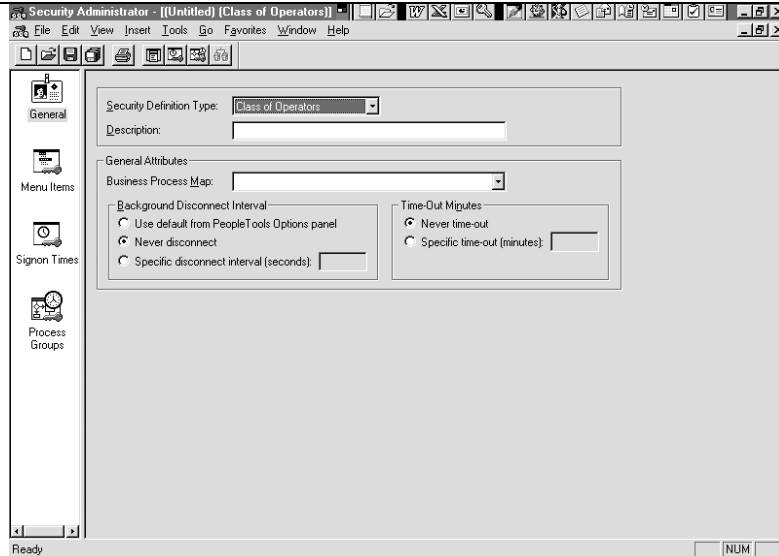 Security Administrator - [(Untitled) (Class of Operators)]
File Edit View Insert Tools Go Favorites Window Help
General
Menu Items
Signon Times
Process
Groups
Security Definition Type: Class of Operators
Description:
General Attributes
Business Process Map:
Background Disconnect Interval
Use default from PeopleTools Options panel
Never disconnect
Specific disconnect interval (seconds):
Time-Out Minutes
Never time-out
Specific time-out (minutes):
Ready
NUM